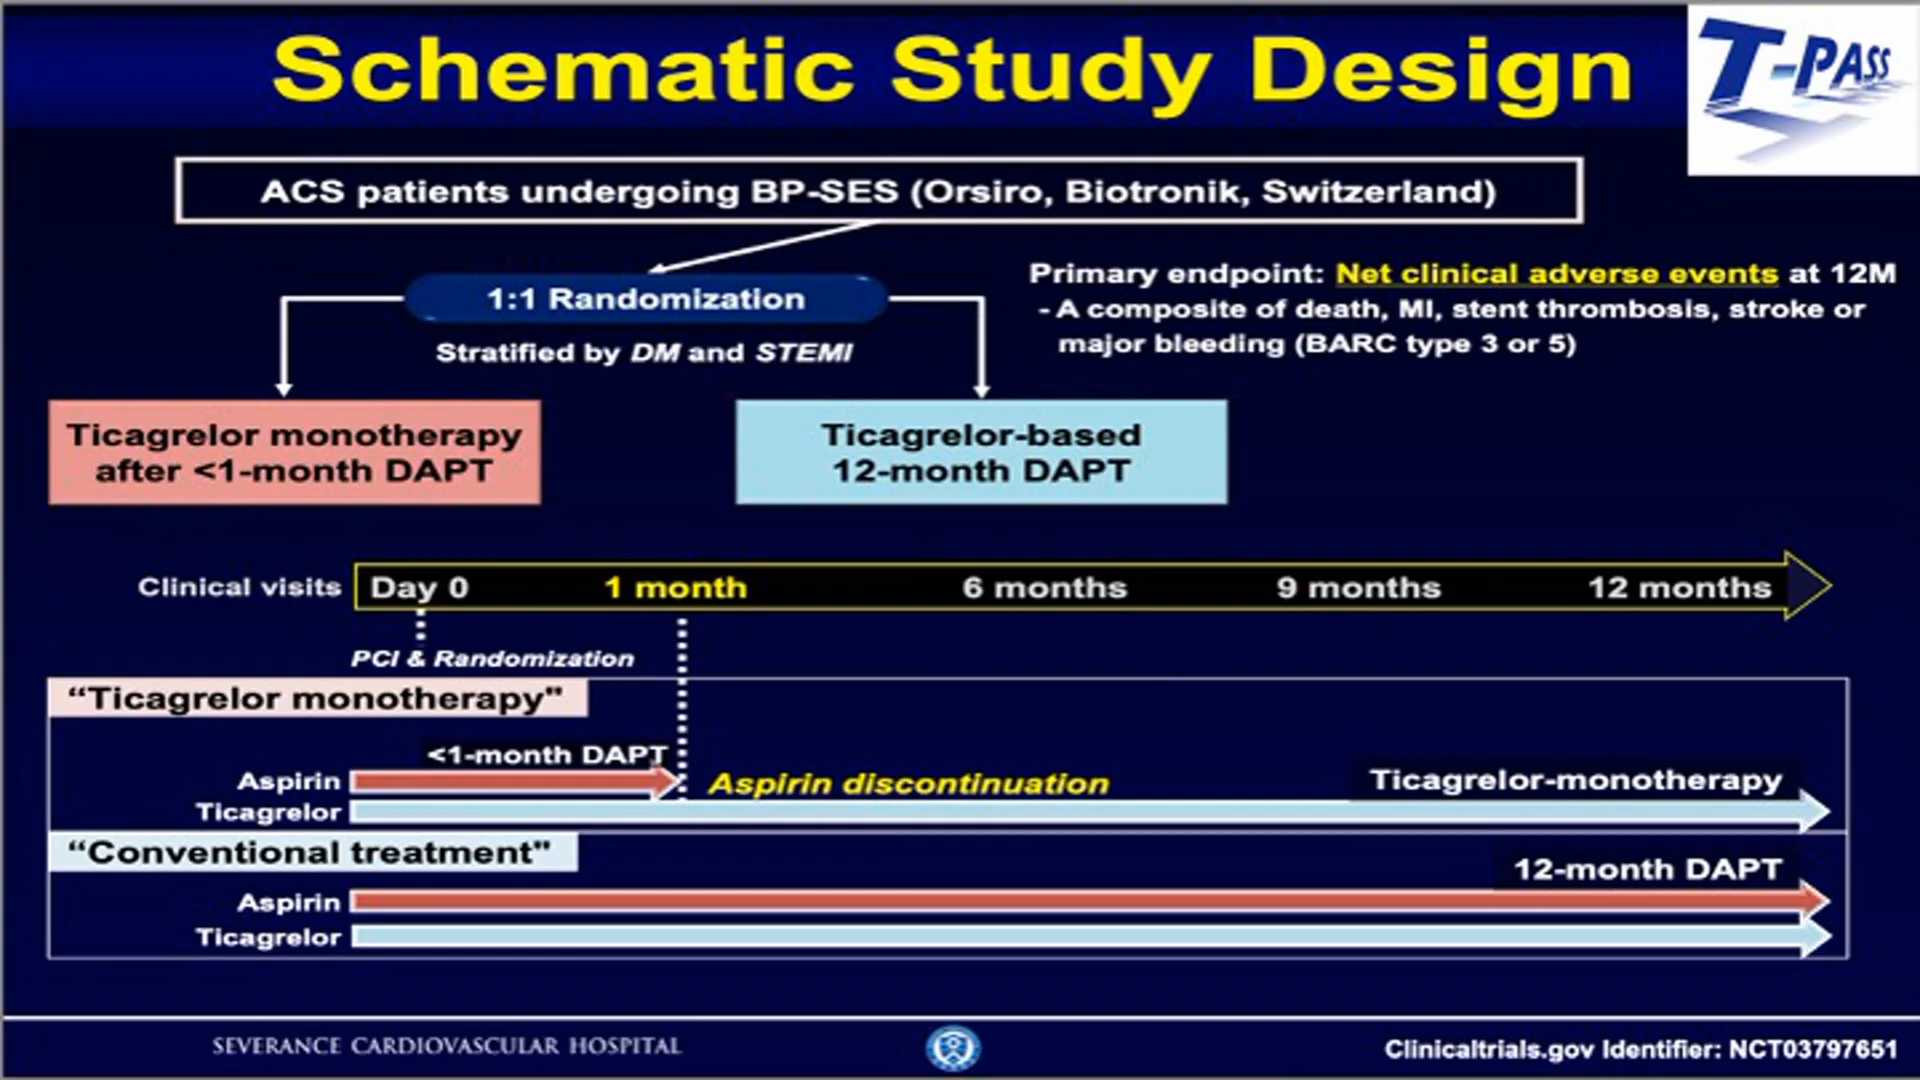 Schematic Study Design
T-PASS
ACS patients undergoing BP-SES (Orsiro, Biotronik, Switzerland)
1:1 Randomization
Stratified by DM and STEMI
Primary endpoint: Net clinical adverse events at 12M
- A composite of death, MI, stent thrombosis, stroke or
major bleeding (BARC type 3 or 5)
Ticagrelor monotherapy
after <1-month DAPT
Ticagrelor-based
12-month DAPT
Clinical visits
Day 0
1 month
6 months
9 months
12 months
PCI & Randomization
“Ticagrelor monotherapy"
<1-month DAPT
Aspirin
Aspirin discontinuation
Ticagrelor-monotherapy
Ticagrelor
“Conventional treatment"
12-month DAPT
Aspirin
Ticagrelor
SEVERANCE CARDIOVASCULAR HOSPITAL
Clinicaltrials.gov Identifier: NCT03797651